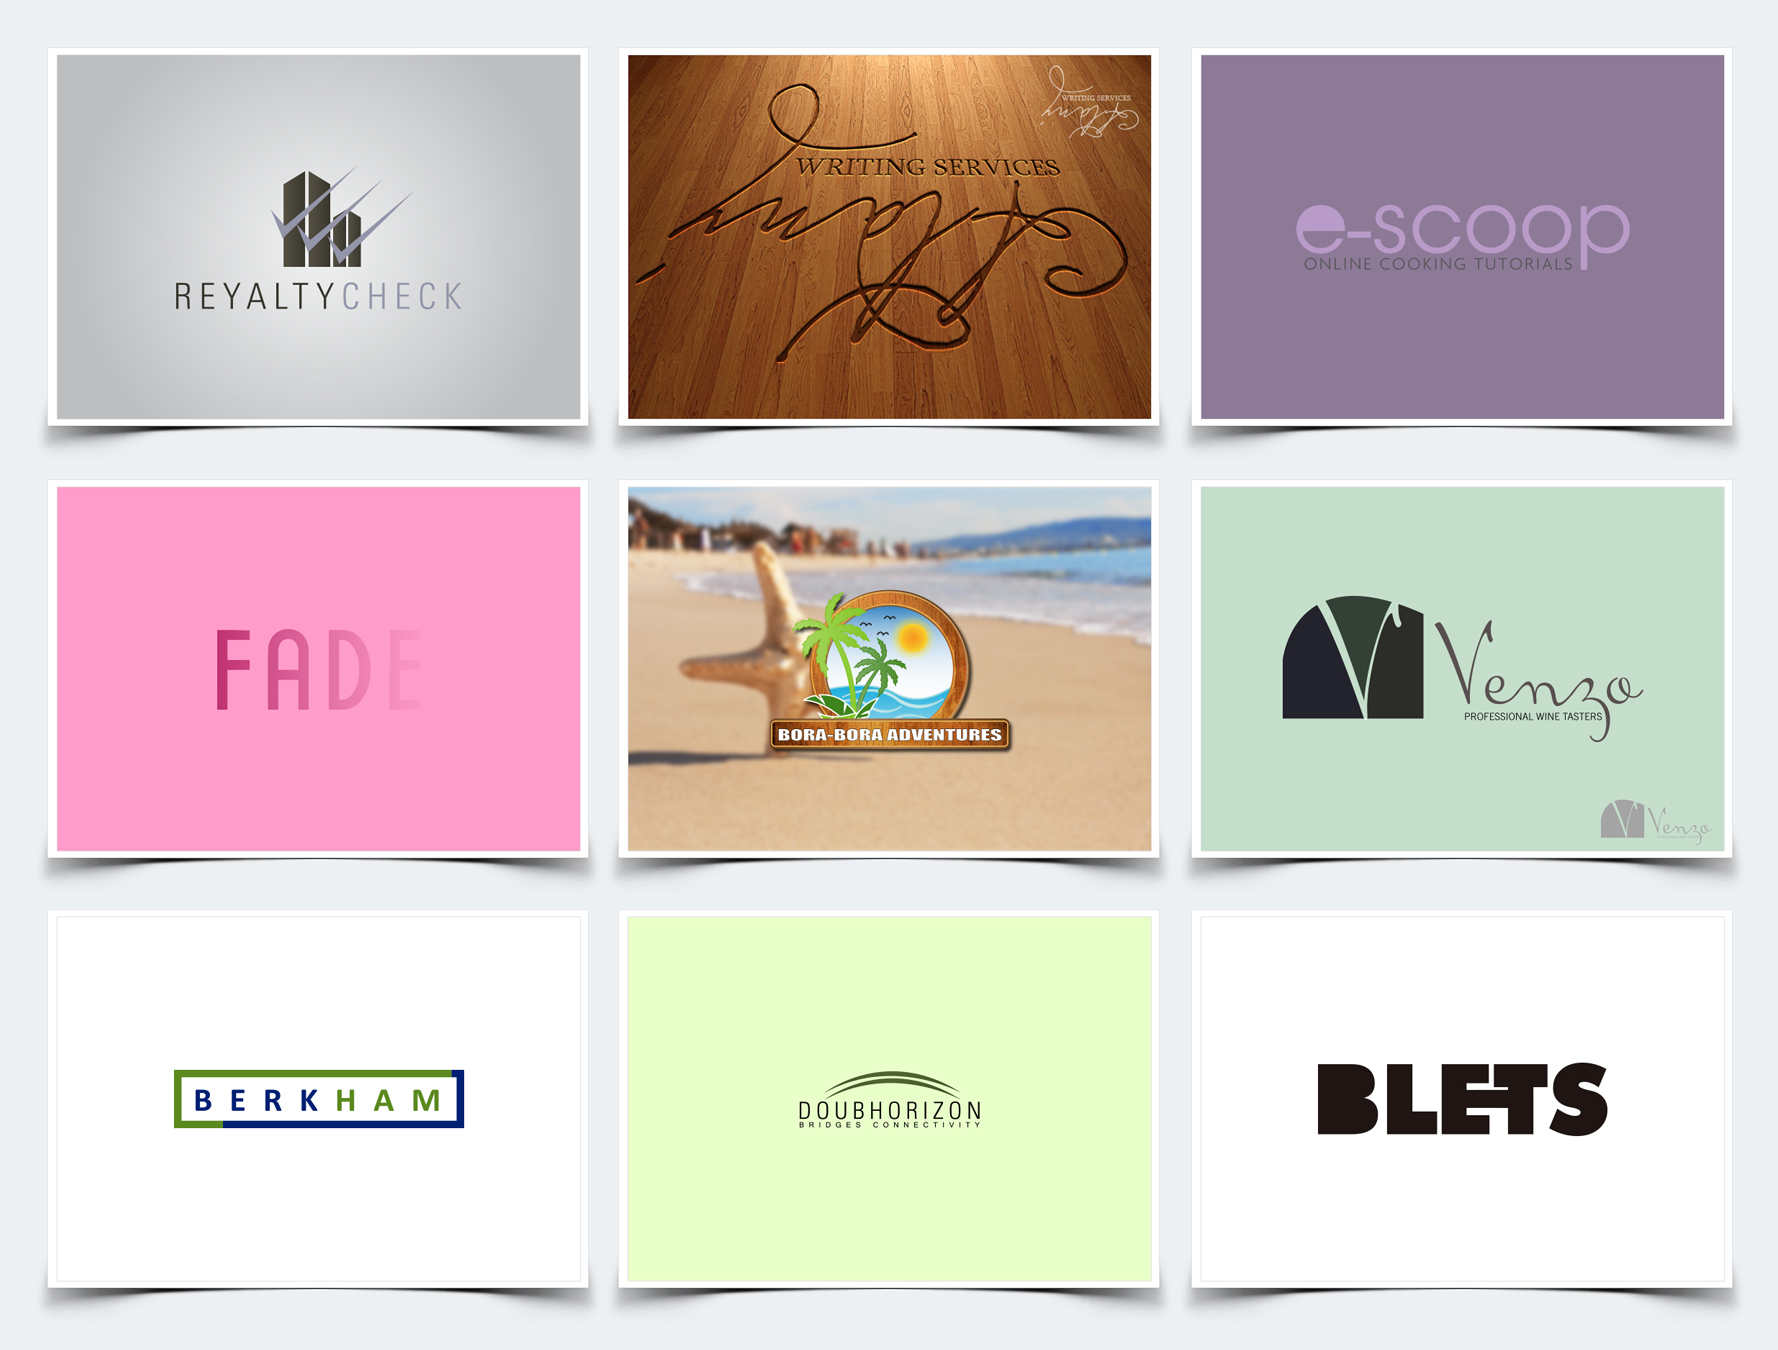 REYALTYCHECK
WRITING SERVICES
WRITING SERVICES
e-scoop
ONLINE COOKING TUTORIALS
FADE
BORA-BORA ADVENTURES
Venzo
PROFESSIONAL WINE TASTERS
Venzo
BERKHAM
DOUBHORIZON
BRIDGES CONNECTIVITY
BLETS